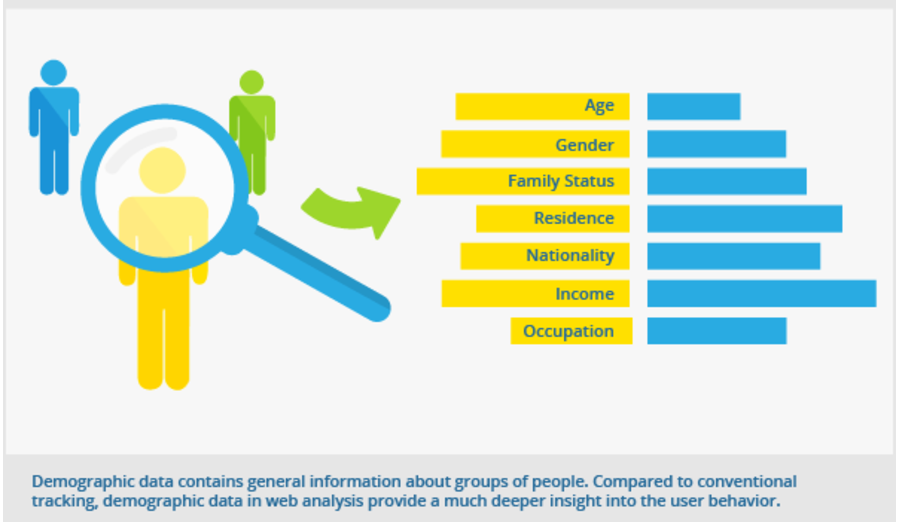 Age
Gender
Family Status
Residence
Nationality
Income
Occupation
Demographic data contains general information about groups of people. Compared to conventional
tracking, demographic data in web analysis provide a much deeper insight into the user behavior.